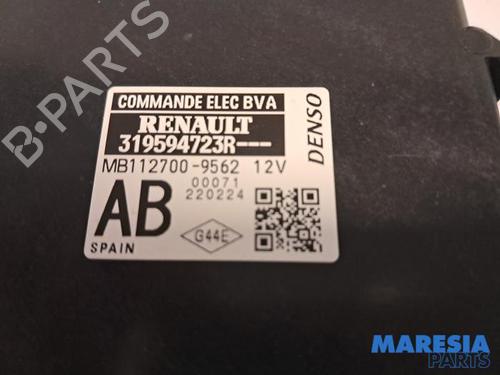 COMMANDE ELEC BVA
RENAULT
319594723R---
MB112700-9562 12V
AB
00071
220224
G44E
SPAIN
DENSO
B-PARTS
MARESIA
PARTS